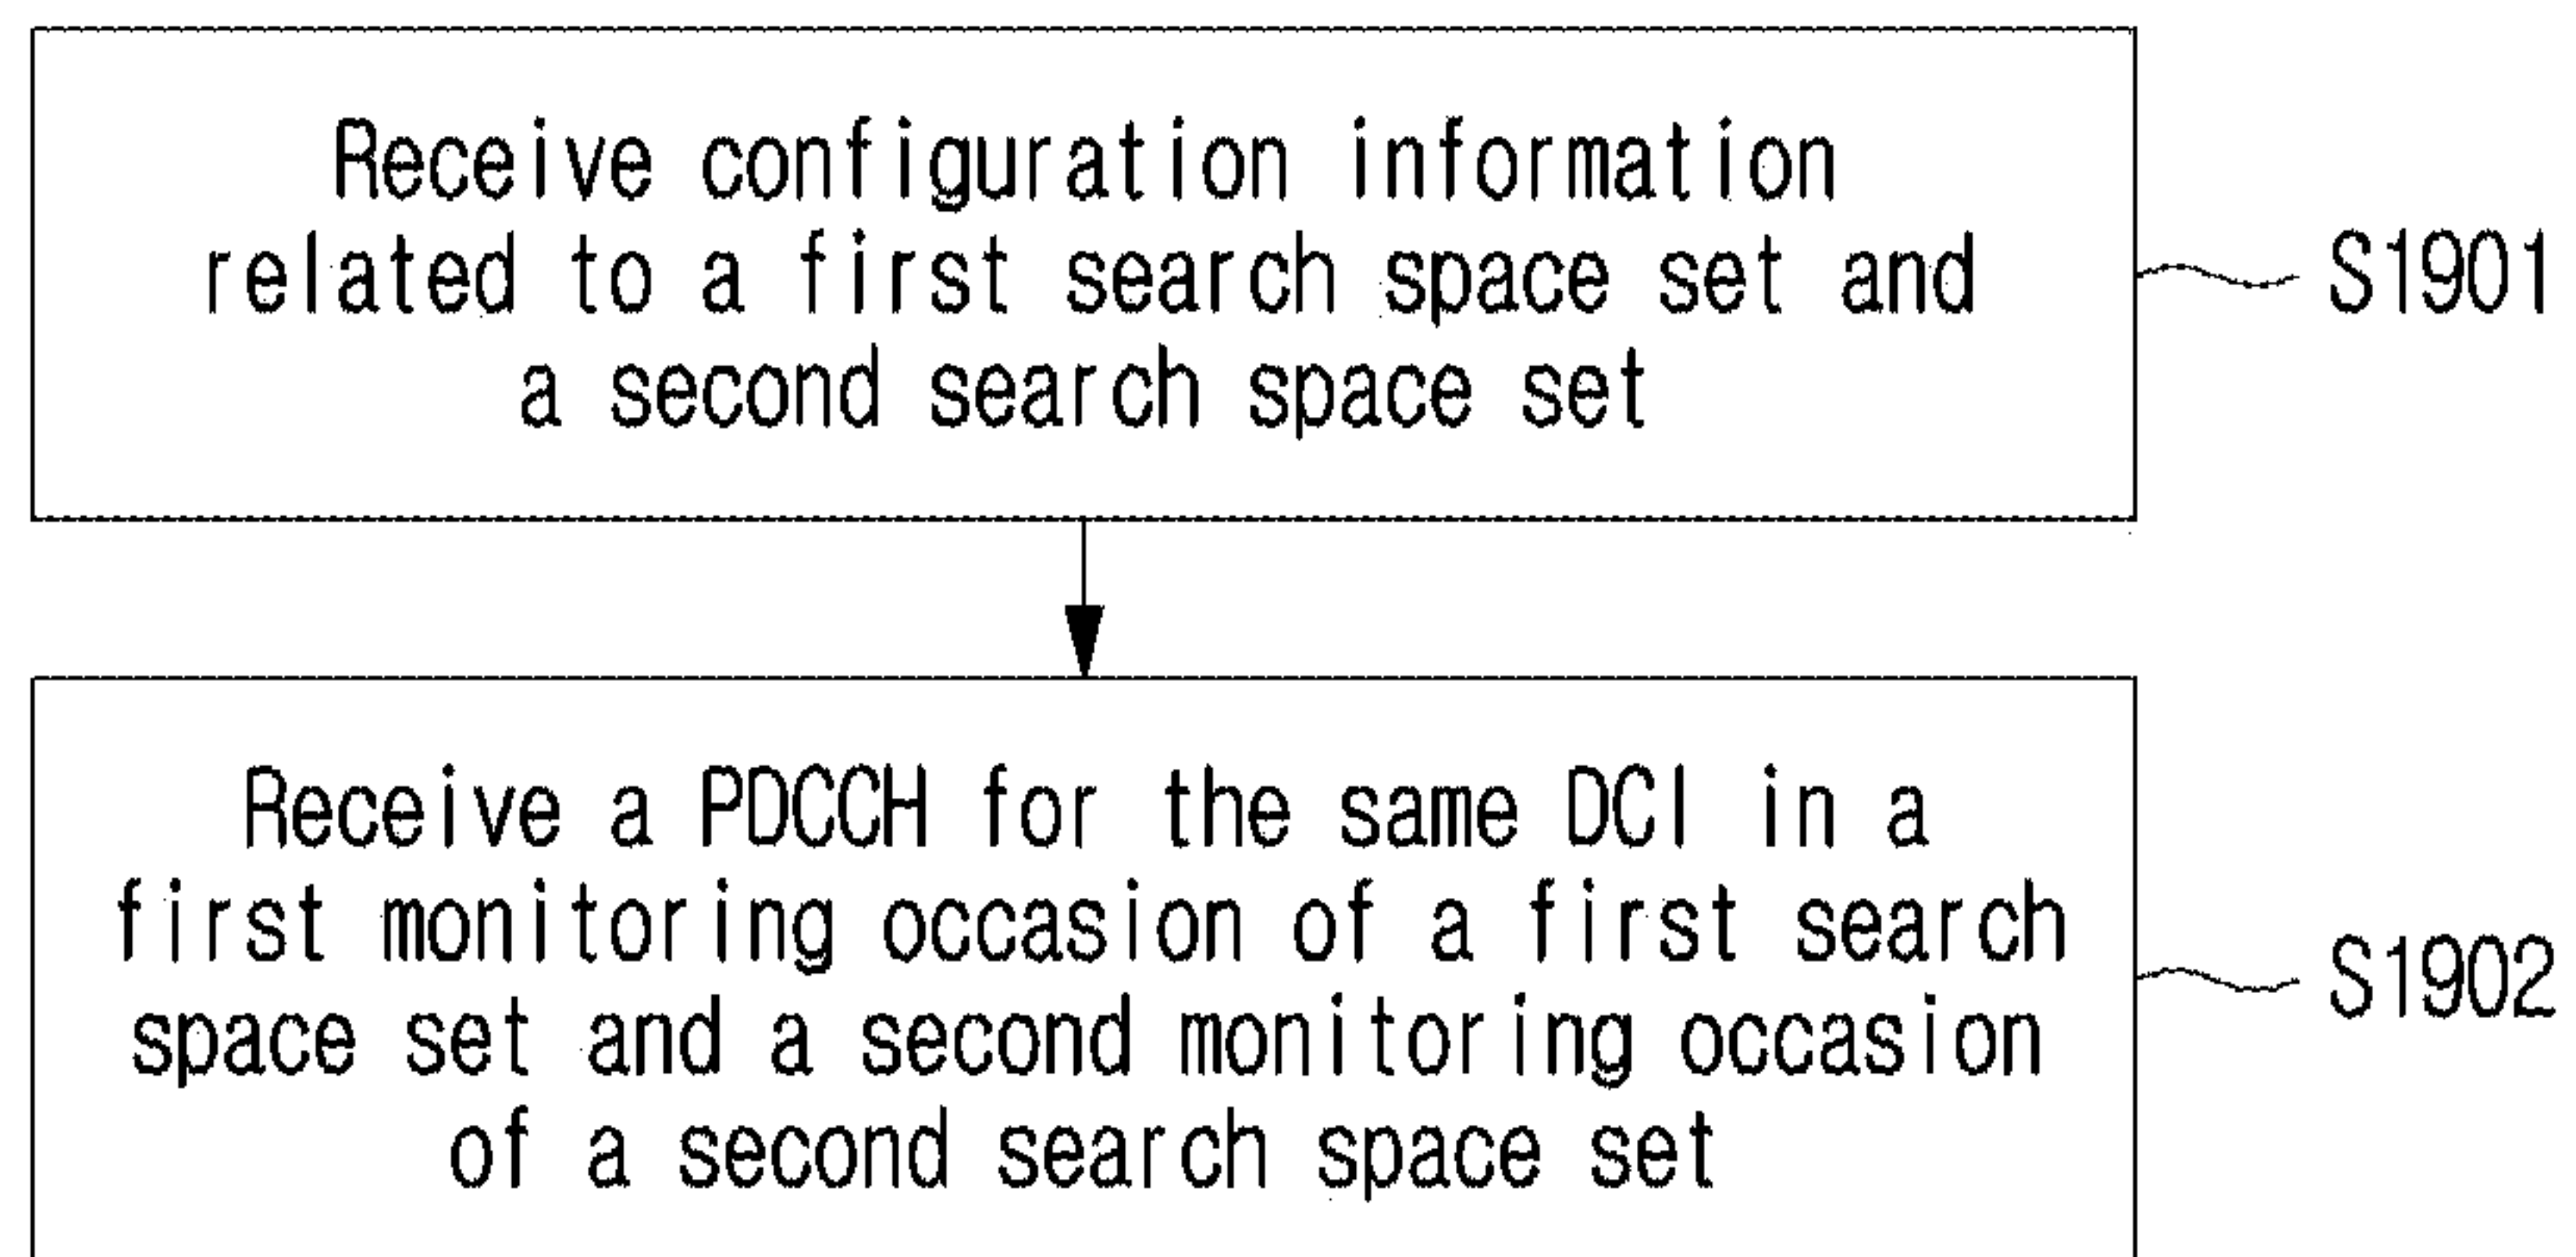 Receive configuration information
related to a first search space set and
a second search space set
S1901
Receive a PDCCH for the same DCI in a
first monitoring occasion of a first search
space set and a second monitoring occasion
of a second search space set
S1902